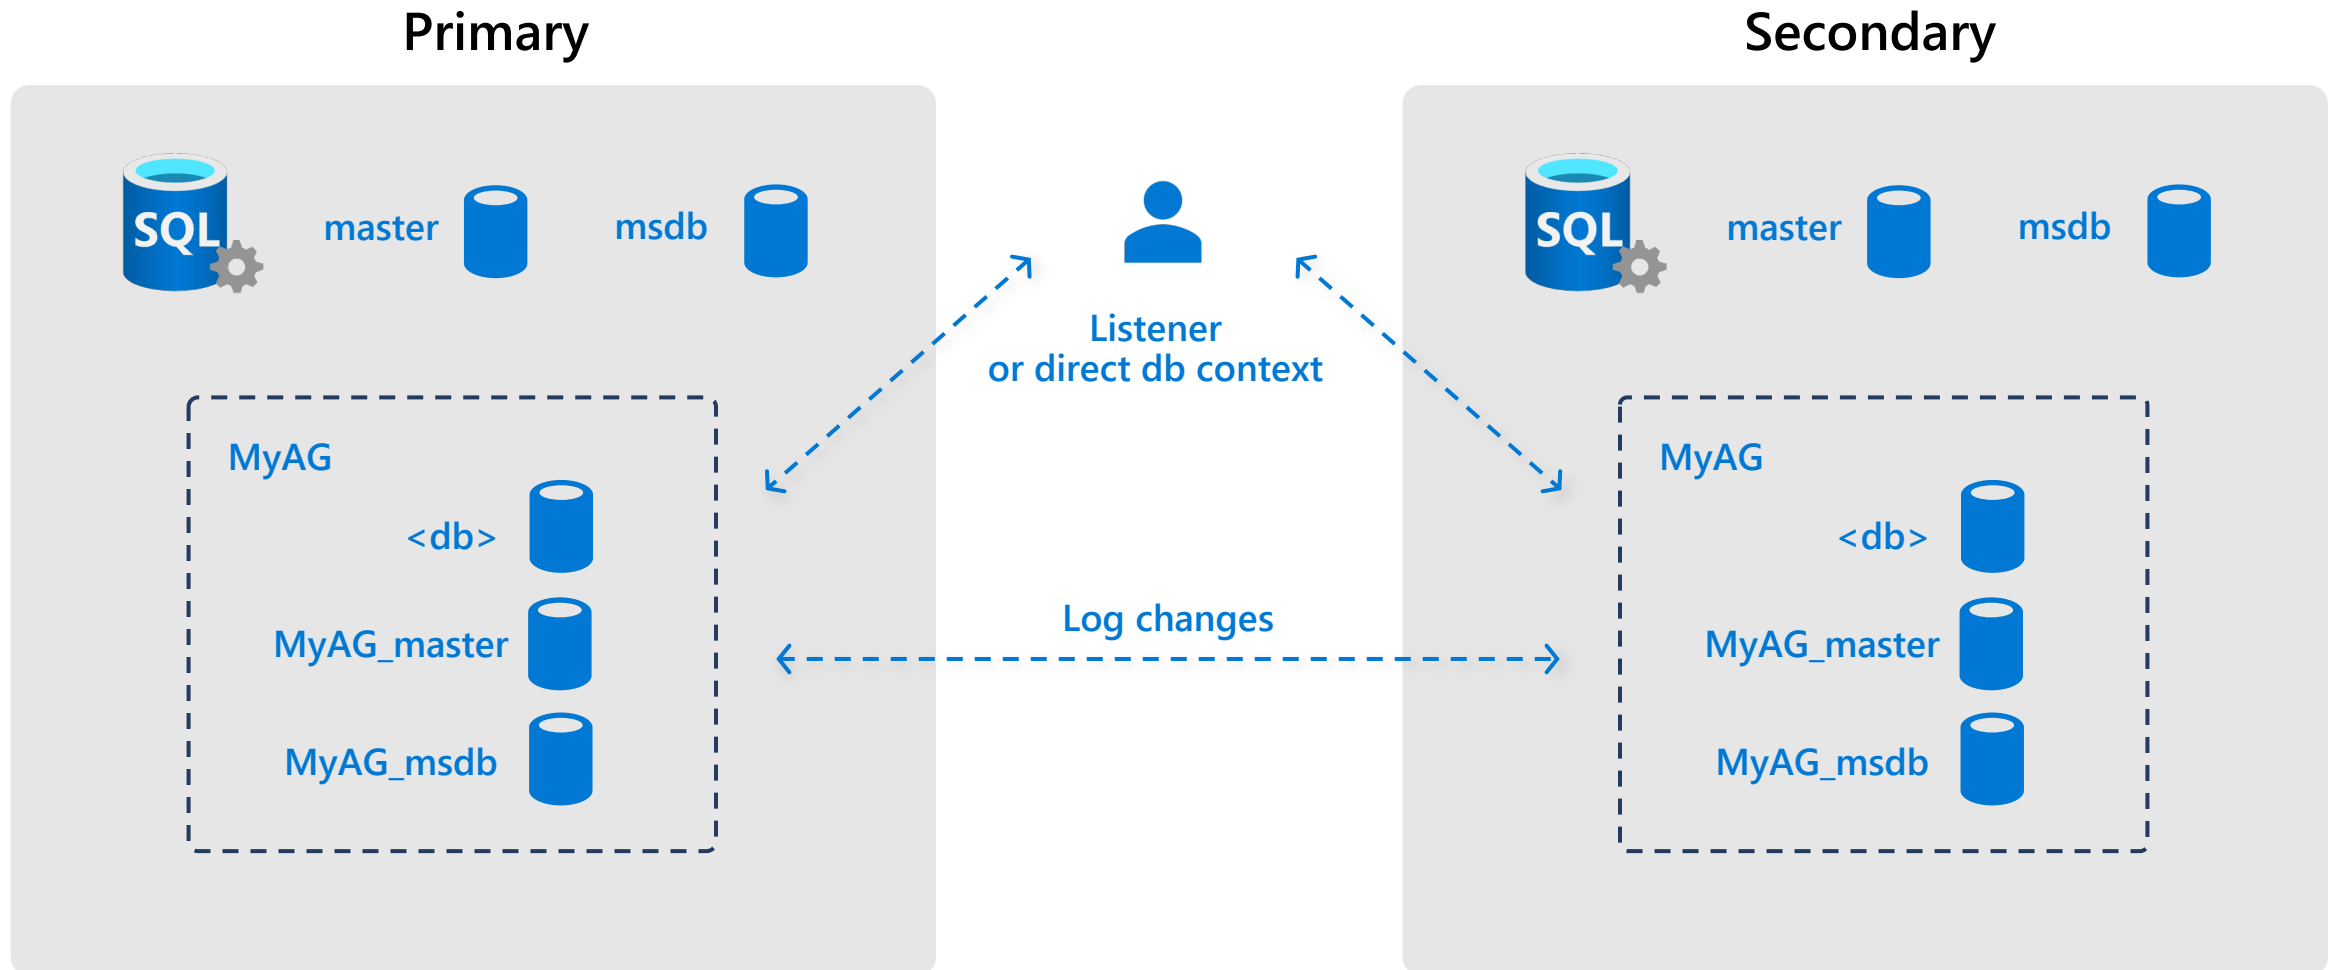 Primary
Secondary
SQL
master
msdb
Listener
or direct db context
SQL
master
msdb
MyAG
<db>
MyAG_master
MyAG_msdb
Log changes
MyAG
<db>
MyAG_master
MyAG_msdb